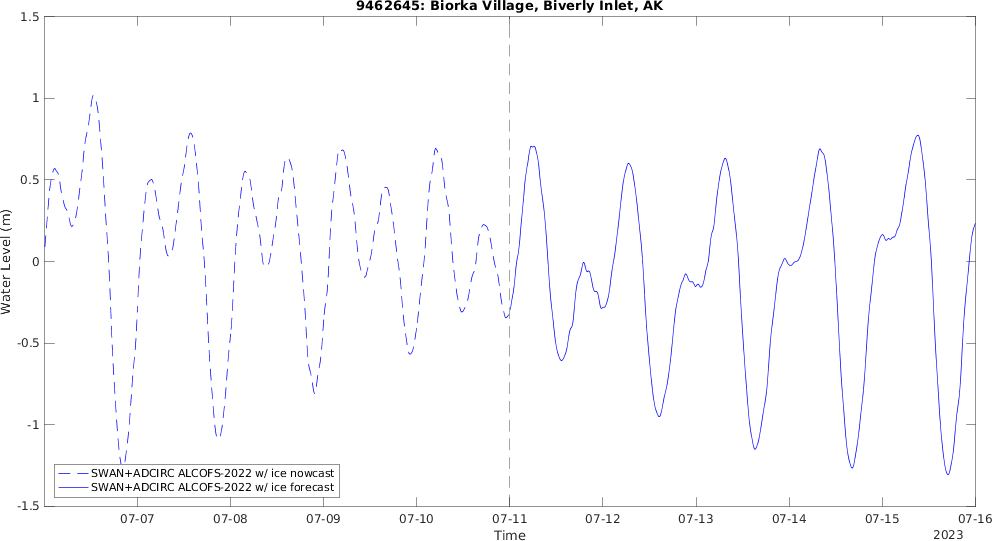 9462645: Biorka Village, Biverly Inlet, AK
1.5
1
0.5
0
-0.5
-1
-1.5
Water Level (m)
SWAN+ADCIRC ALCOFS-2022 w/ ice nowcast
SWAN+ADCIRC ALCOFS-2022 w/ ice forecast
07-07 07-08 07-09 07-10 07-11 07-12 07-13 07-14 07-15 07-16
Time
2023